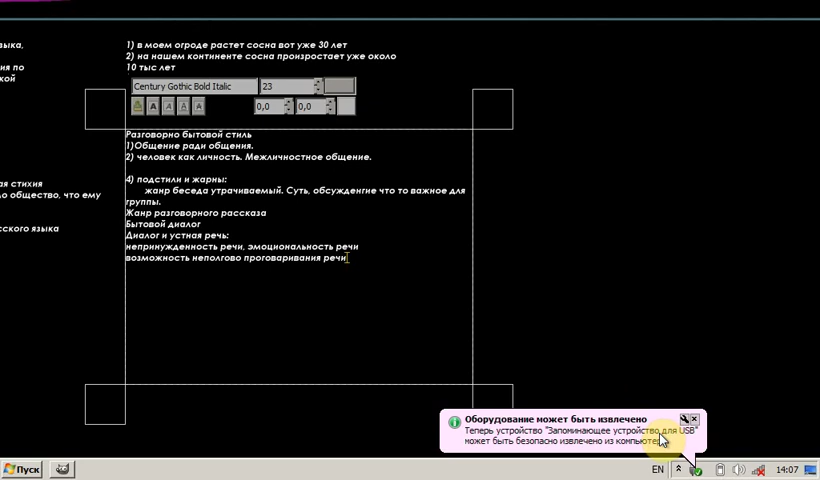 ыка,
1) в моем огроде растет сосна вот уже 30 лет
2) на нашем континенте сосна произростает уже около
ия по
10 тыс лет
кой
Century Gothic Bold Italic 23
A A A A 0,0 0,0
Разговорно бытовой стиль
1)Общение ради общения.
2) человек как личность. Межличностное общение.
4) подстили и жарны:
ая стихия
жанр беседа утрачиваемый. Суть, обсужденгие что то важное для
о общество, что ему
группы.
Жанр разговорного рассказа
Бытовой диалог
сского языка
Диалог и устная речь:
непринужденность речи, эмоциональность речи
возможность неполгово проговаривания речи
Оборудование может быть извлечено
Теперь устройство "Запоминающее устройство для USB"
может быть безопасно извлечено из компьютера
Пуск EN 14:07